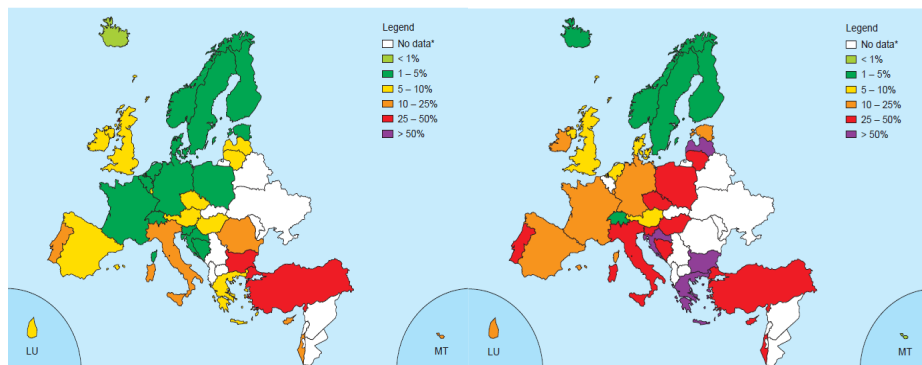 Legend
No data*
< 1%
1 – 5%
5 – 10%
10 – 25%
25 – 50%
> 50%
LU
MT
Legend
No data*
< 1%
1 – 5%
5 – 10%
10 – 25%
25 – 50%
> 50%
LU
MT